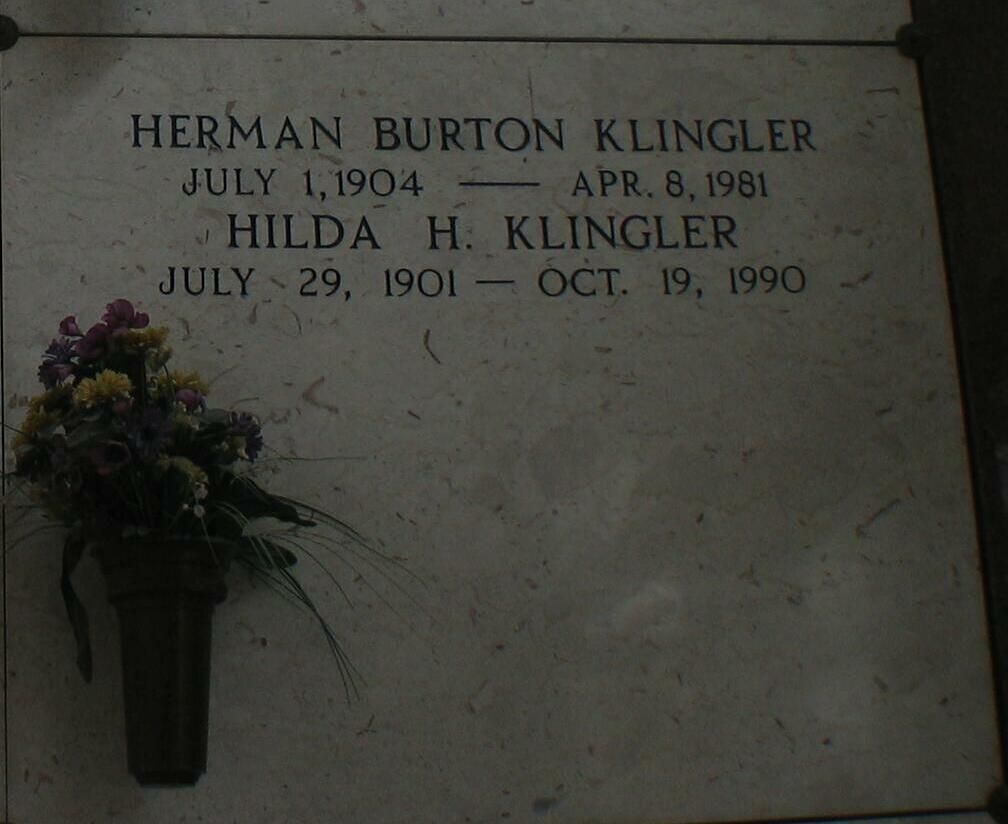 HERMAN BURTON KLINGLER
JULY 1, 1904 — APR. 8, 1981
HILDA H. KLINGLER
JULY 29, 1901 — OCT. 19, 1990